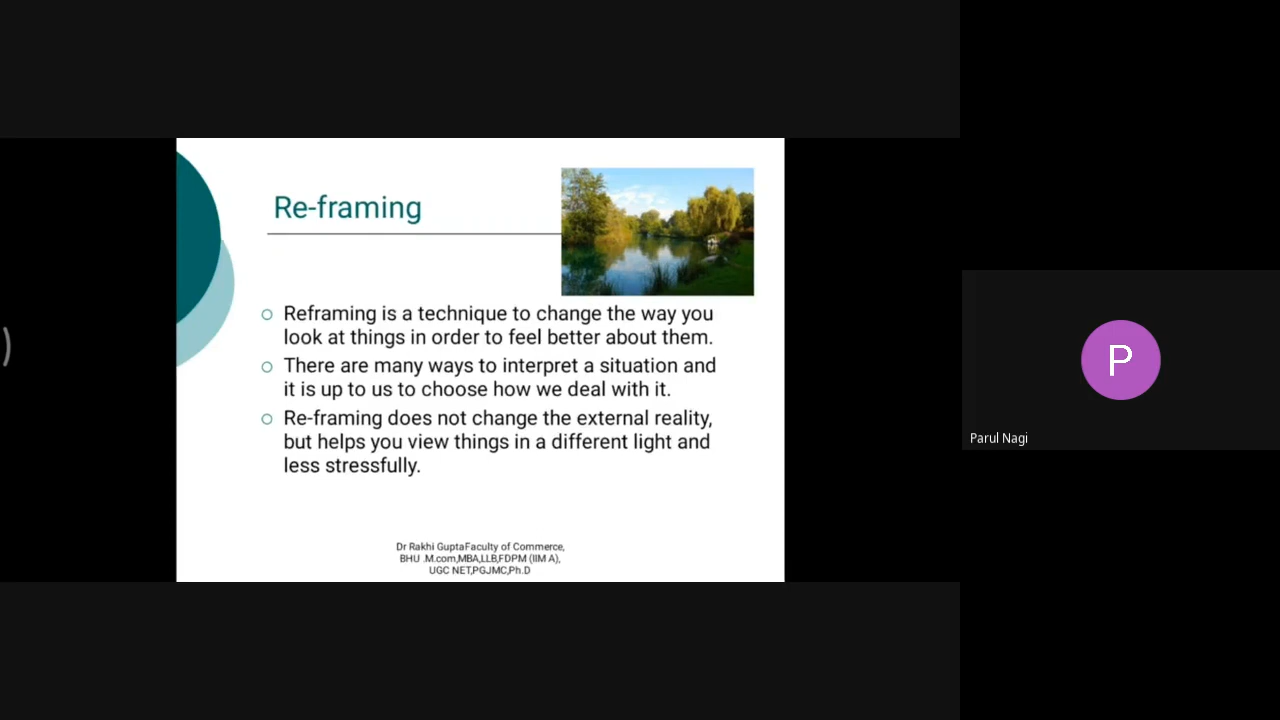 Re-framing
Reframing is a technique to change the way you
look at things in order to feel better about them.
There are many ways to interpret a situation and
it is up to us to choose how we deal with it.
Re-framing does not change the external reality,
but helps you view things in a different light and
less stressfully.
Dr Rakhi GuptaFaculty of Commerce,
BHU .M.com,MBA,LLB,FDPM (IIM A),
UGC NET,PGJMC,Ph.D
P
Parul Nagi